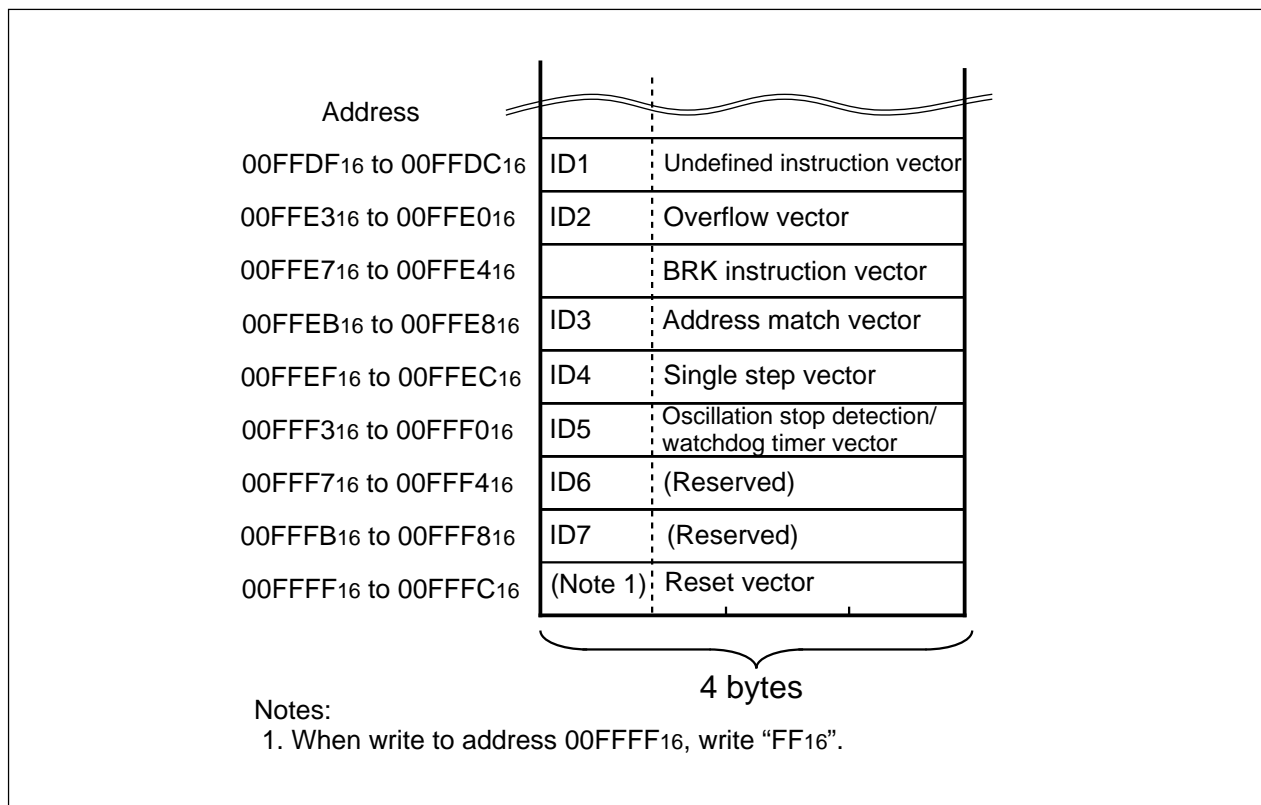 Address
00FFDF16 to 00FFDC16 ID1 Undefined instruction vector
00FFE316 to 00FFE016 ID2 Overflow vector
00FFE716 to 00FFE416 BRK instruction vector
00FFEB16 to 00FFE816 ID3 Address match vector
00FFEF16 to 00FFEC16 ID4 Single step vector
00FFF316 to 00FFF016 ID5 Oscillation stop detection/
watchdog timer vector
00FFF716 to 00FFF416 ID6 (Reserved)
00FFFB16 to 00FFF816 ID7 (Reserved)
00FFFF16 to 00FFFC16 (Note 1) Reset vector
4 bytes
Notes:
1. When write to address 00FFFF16, write “FF16”.